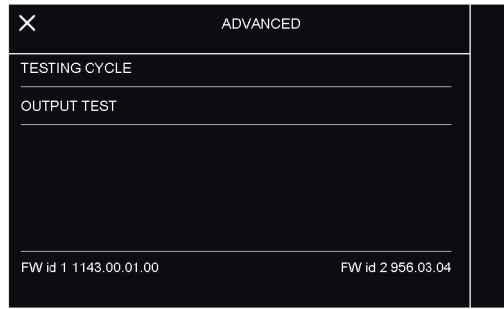 ADVANCED
TESTING CYCLE
OUTPUT TEST
FW id 1 1143.00.01.00 FW id 2 956.03.04